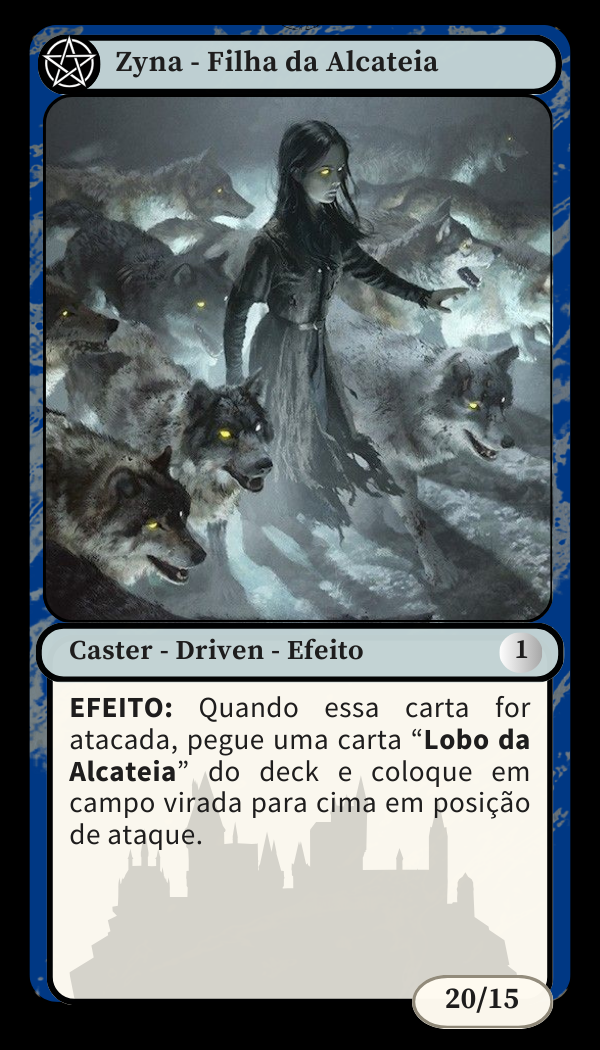 Zyna - Filha da Alcateia
Caster - Driven - Efeito
1
EFEITO: Quando essa carta for
atacada, pegue uma carta “Lobo da
Alcateia” do deck e coloque em
campo virada para cima em posição
de ataque.
20/15